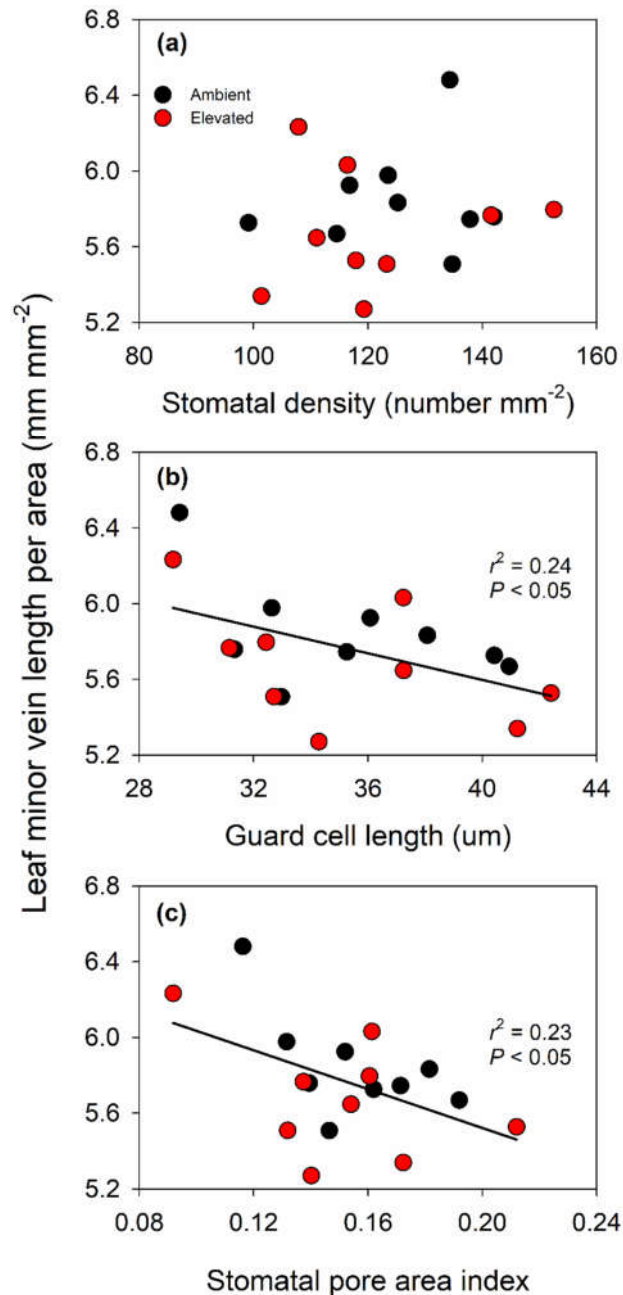 Leaf minor vein length per area (mm mm⁻²)
6.8
6.4
6.0
5.6
5.2
(a)
Ambient
Elevated
80 100 120 140 160
Stomatal density (number mm⁻²)
6.8
6.4
6.0
5.6
5.2
(b)
r² = 0.24
P < 0.05
28 32 36 40 44
Guard cell length (um)
6.8
6.4
6.0
5.6
5.2
(c)
r² = 0.23
P < 0.05
0.08 0.12 0.16 0.20 0.24
Stomatal pore area index